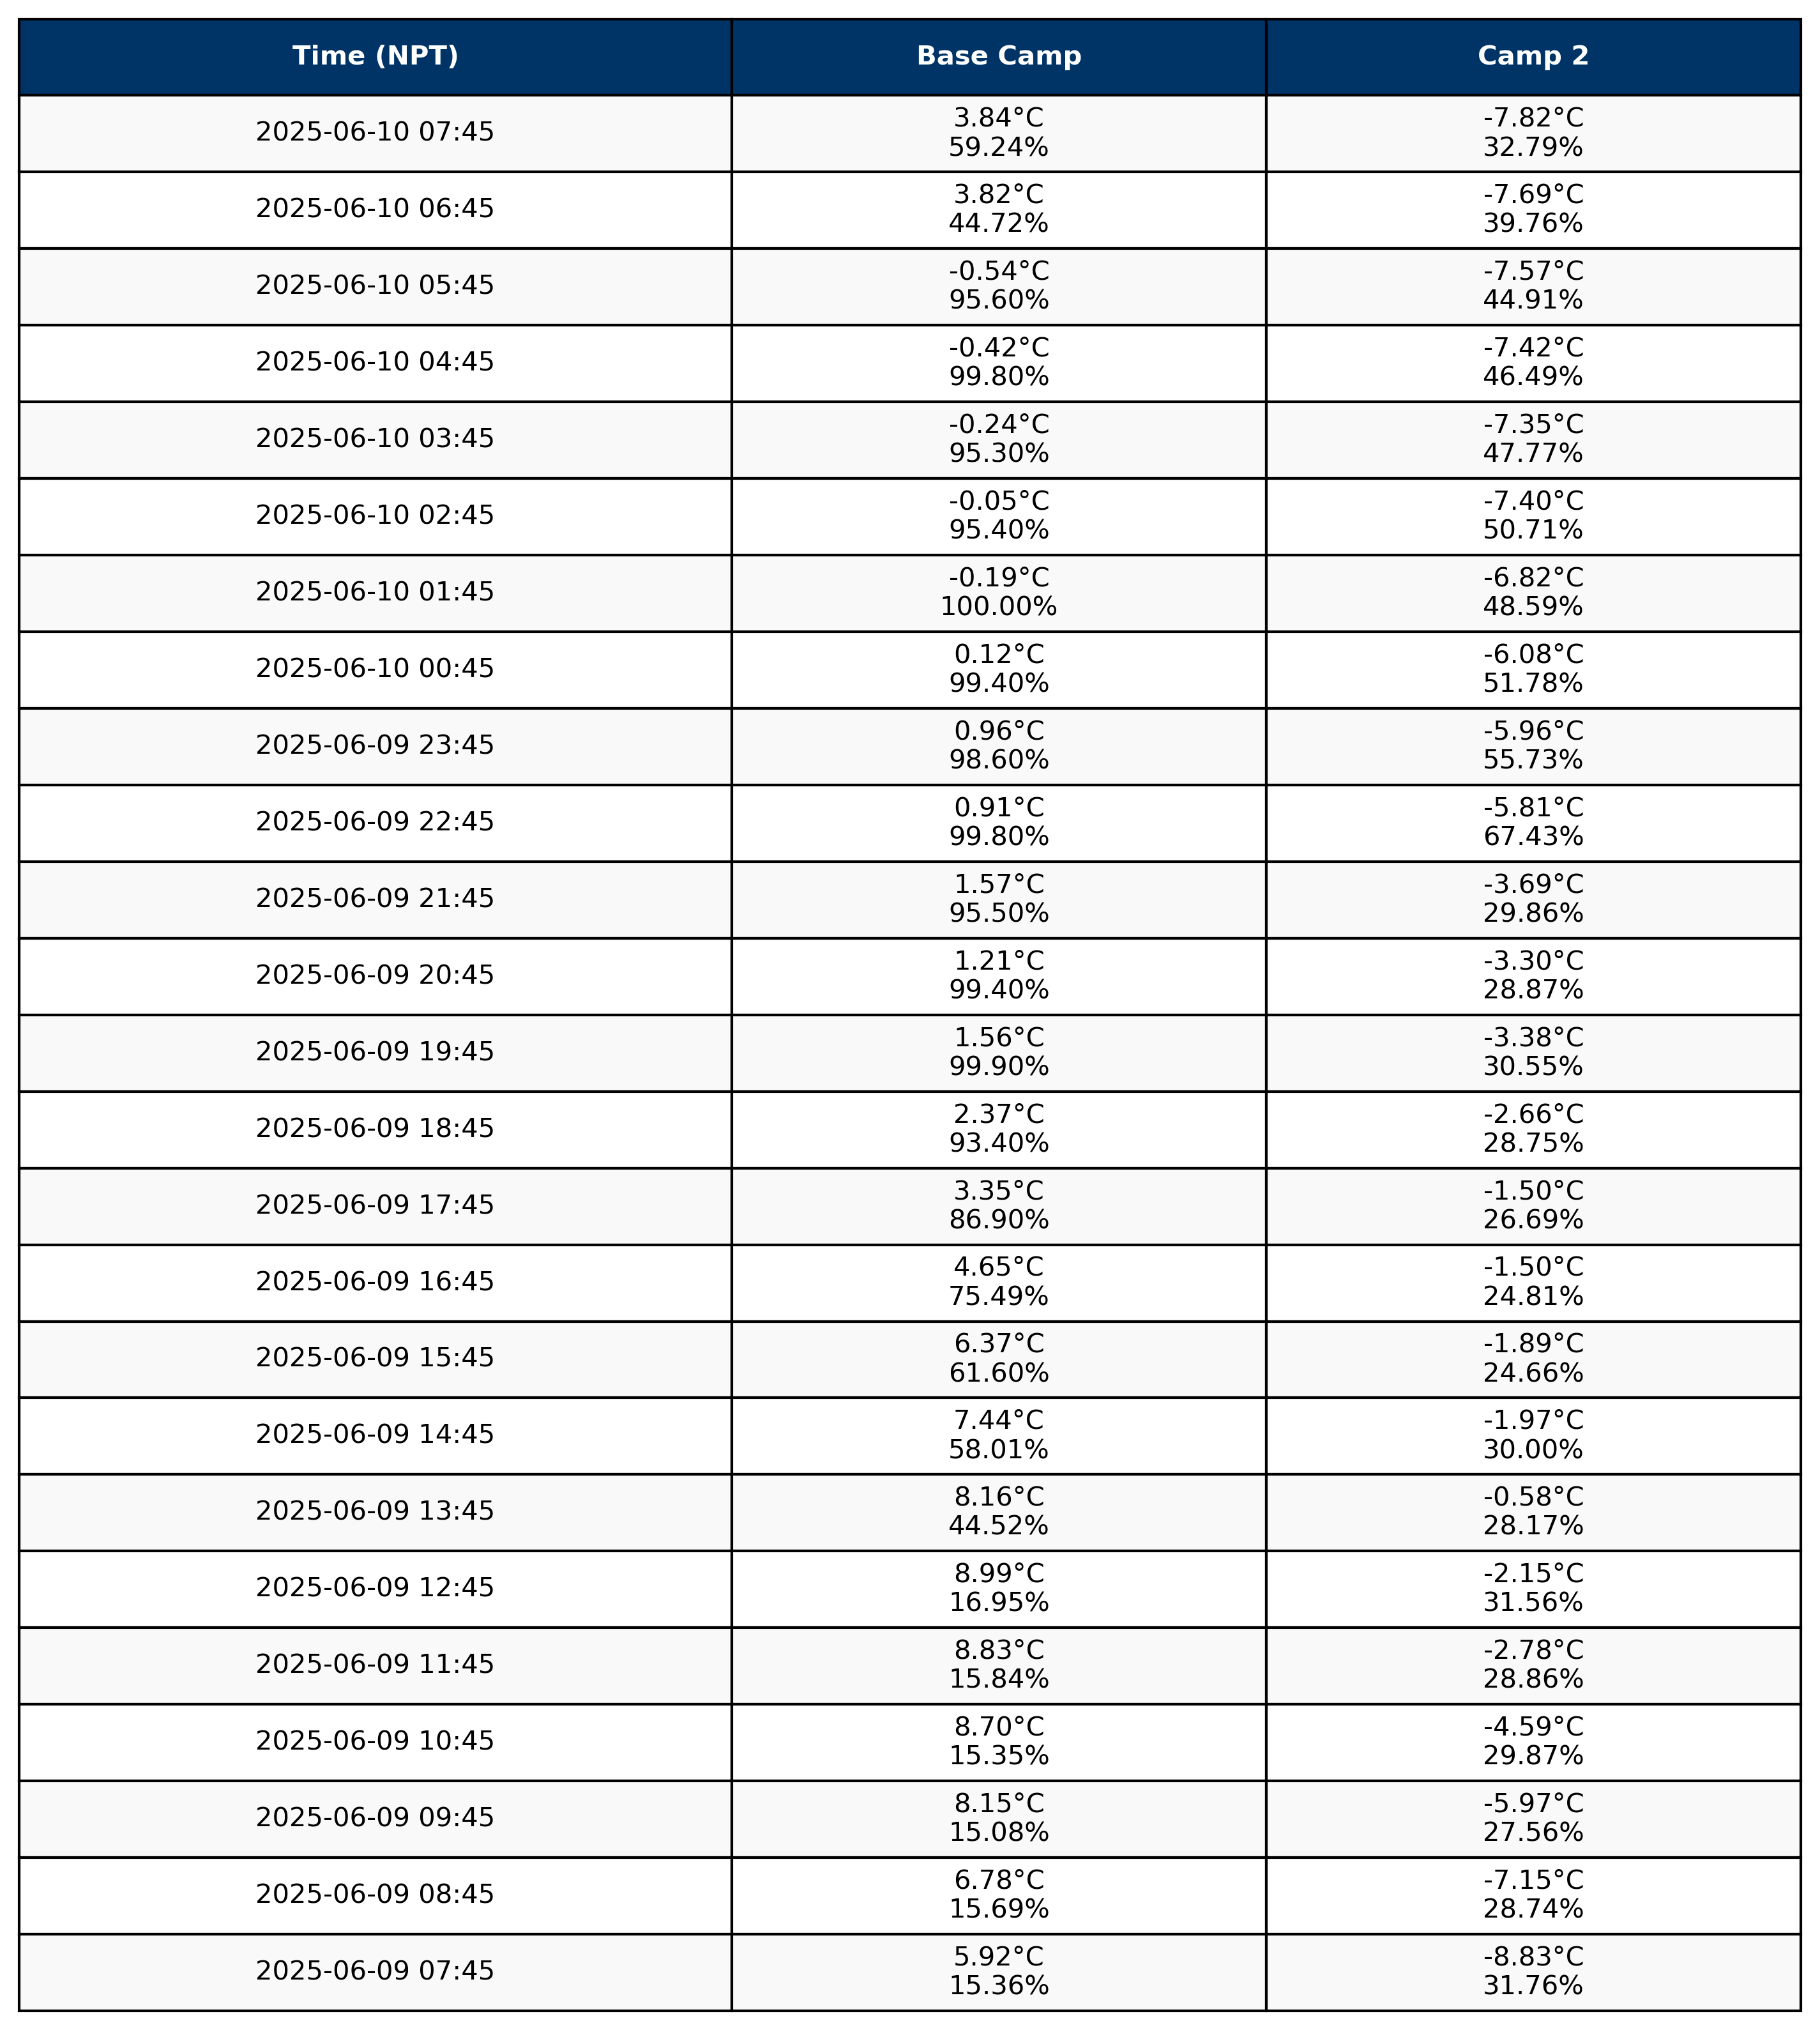 Time (NPT) Base Camp Camp 2
2025-06-10 07:45 3.84°C -7.82°C
59.24% 32.79%
2025-06-10 06:45 3.82°C -7.69°C
44.72% 39.76%
2025-06-10 05:45 -0.54°C -7.57°C
95.60% 44.91%
2025-06-10 04:45 -0.42°C -7.42°C
99.80% 46.49%
2025-06-10 03:45 -0.24°C -7.35°C
95.30% 47.77%
2025-06-10 02:45 -0.05°C -7.40°C
95.40% 50.71%
2025-06-10 01:45 -0.19°C -6.82°C
100.00% 48.59%
2025-06-10 00:45 0.12°C -6.08°C
99.40% 51.78%
2025-06-09 23:45 0.96°C -5.96°C
98.60% 55.73%
2025-06-09 22:45 0.91°C -5.81°C
99.80% 67.43%
2025-06-09 21:45 1.57°C -3.69°C
95.50% 29.86%
2025-06-09 20:45 1.21°C -3.30°C
99.40% 28.87%
2025-06-09 19:45 1.56°C -3.38°C
99.90% 30.55%
2025-06-09 18:45 2.37°C -2.66°C
93.40% 28.75%
2025-06-09 17:45 3.35°C -1.50°C
86.90% 26.69%
2025-06-09 16:45 4.65°C -1.50°C
75.49% 24.81%
2025-06-09 15:45 6.37°C -1.89°C
61.60% 24.66%
2025-06-09 14:45 7.44°C -1.97°C
58.01% 30.00%
2025-06-09 13:45 8.16°C -0.58°C
44.52% 28.17%
2025-06-09 12:45 8.99°C -2.15°C
16.95% 31.56%
2025-06-09 11:45 8.83°C -2.78°C
15.84% 28.86%
2025-06-09 10:45 8.70°C -4.59°C
15.35% 29.87%
2025-06-09 09:45 8.15°C -5.97°C
15.08% 27.56%
2025-06-09 08:45 6.78°C -7.15°C
15.69% 28.74%
2025-06-09 07:45 5.92°C -8.83°C
15.36% 31.76%